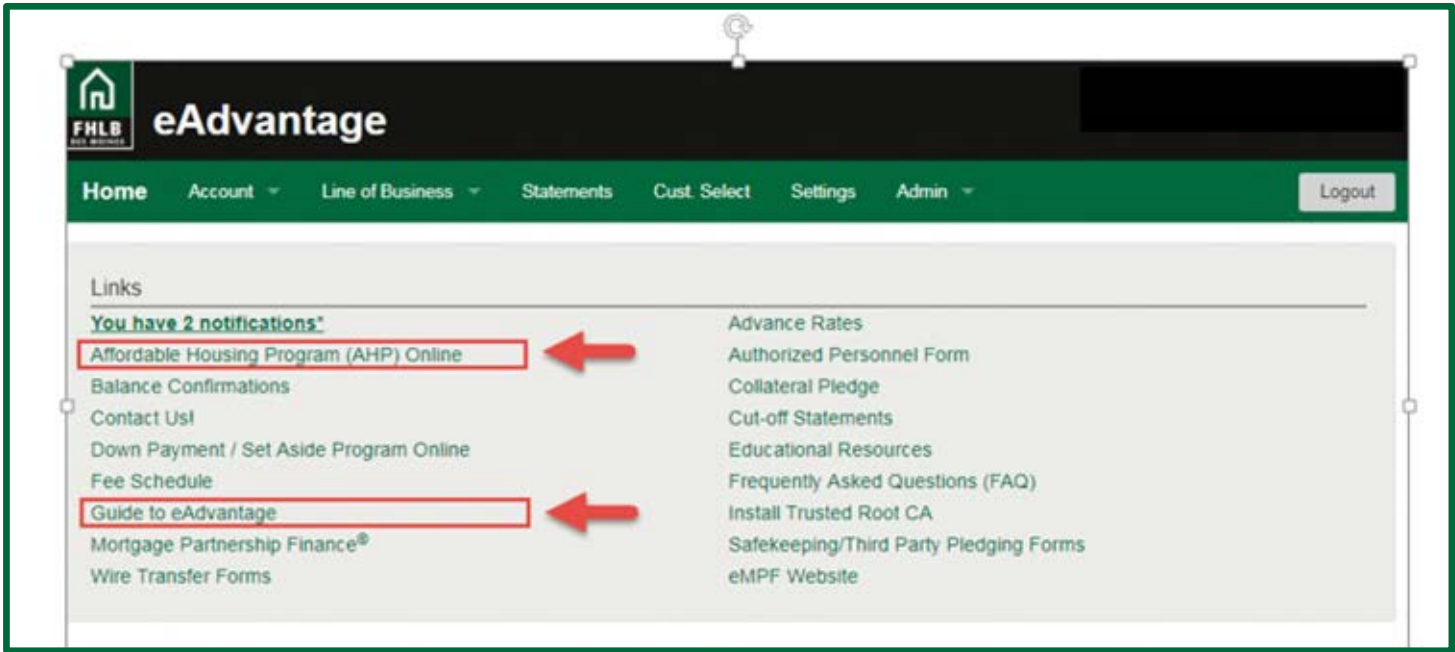 FHLB
DES MOINES
eAdvantage
Home Account Line of Business Statements Cust. Select Settings Admin Logout
Links
You have 2 notifications*
Affordable Housing Program (AHP) Online
Balance Confirmations
Contact Us!
Down Payment / Set Aside Program Online
Fee Schedule
Guide to eAdvantage
Mortgage Partnership Finance®
Wire Transfer Forms
Advance Rates
Authorized Personnel Form
Collateral Pledge
Cut-off Statements
Educational Resources
Frequently Asked Questions (FAQ)
Install Trusted Root CA
Safekeeping/Third Party Pledging Forms
eMPF Website